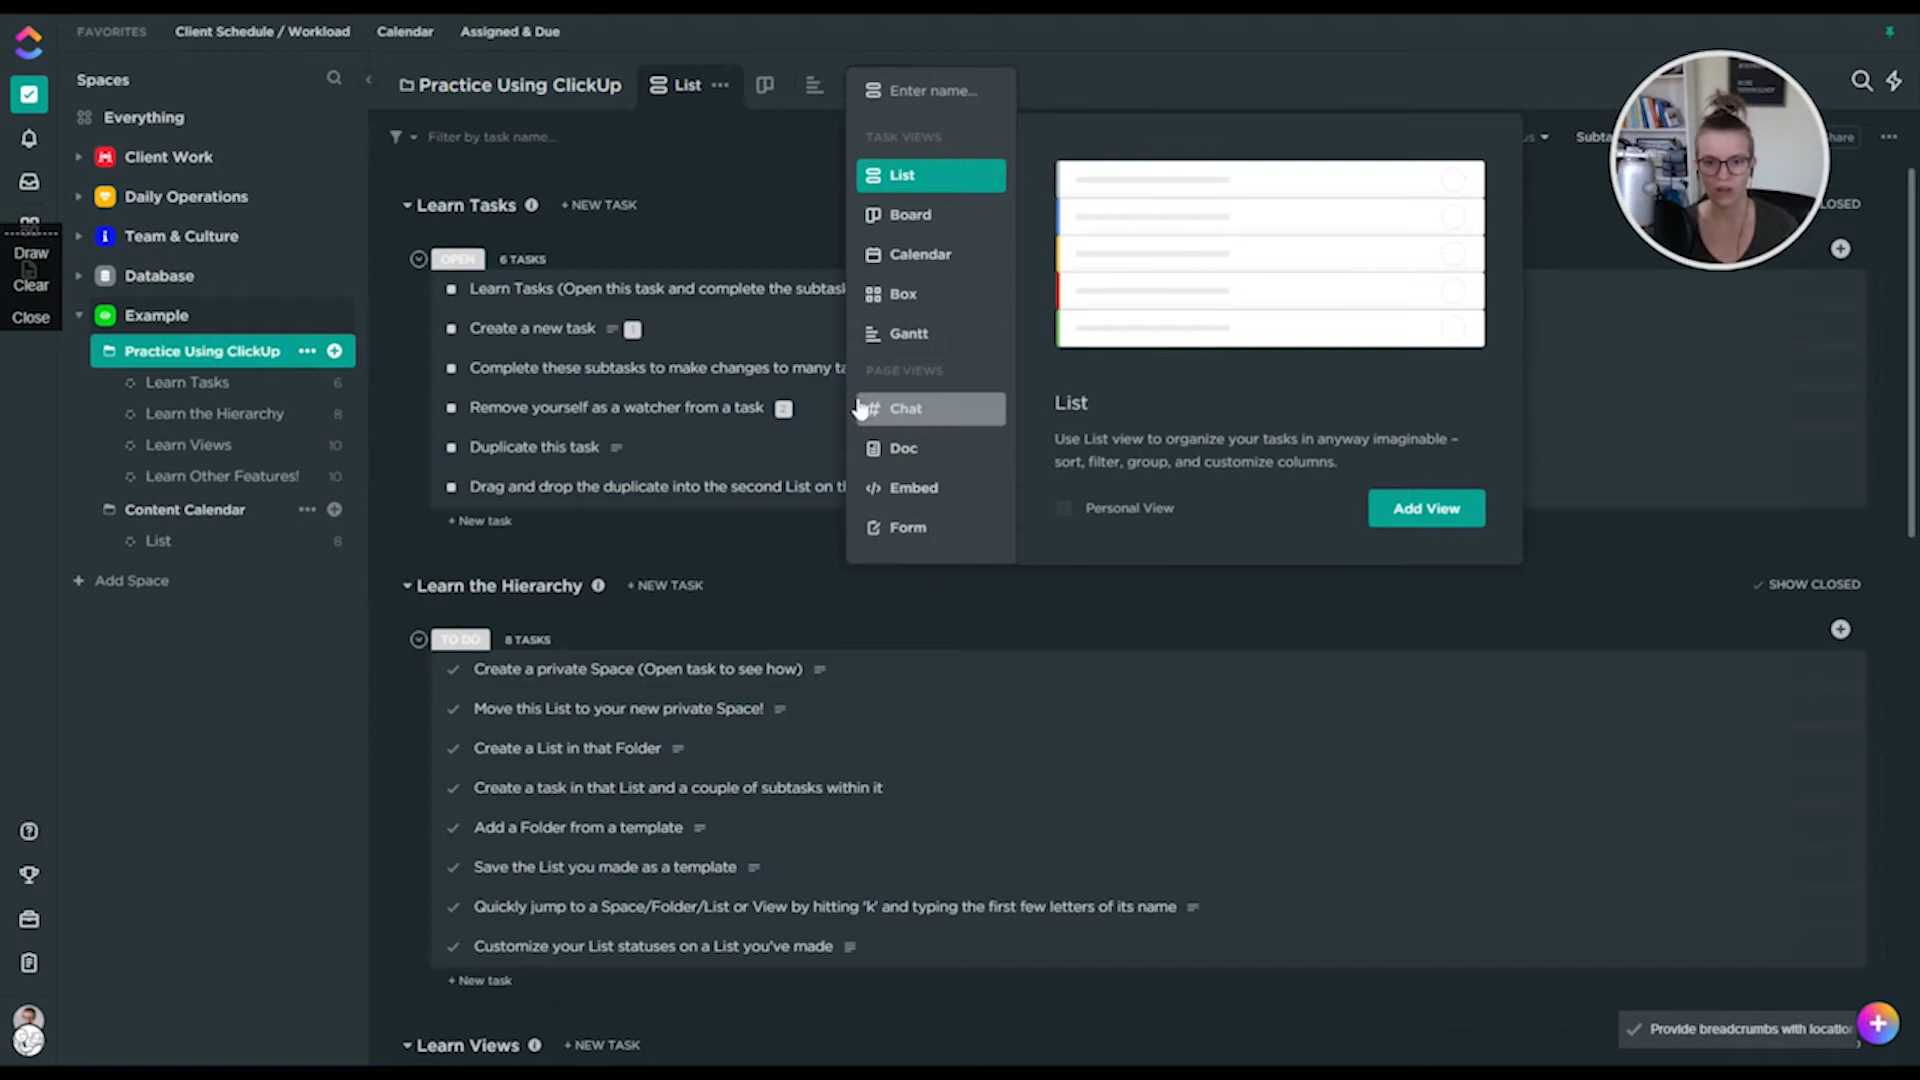 FAVORITES Client Schedule / Workload Calendar Assigned & Due
Spaces
Everything
Client Work
Daily Operations
Team & Culture
Database
Example
Practice Using ClickUp
Learn Tasks 6
Learn the Hierarchy 8
Learn Views 10
Learn Other Features! 10
Content Calendar
List 8
+ Add Space
Draw
Clear
Close
Practice Using ClickUp List
Filter by task name...
Subta
hare
Learn Tasks + NEW TASK
LOSED
OPEN 6 TASKS
Learn Tasks (Open this task and complete the subtask
Create a new task 1
Complete these subtasks to make changes to many ta
Remove yourself as a watcher from a task 2
Duplicate this task
Drag and drop the duplicate into the second List on th
+ New task
Enter name...
TASK VIEWS
List
Board
Calendar
Box
Gantt
PAGE VIEWS
Chat
Doc
Embed
Form
List
Use List view to organize your tasks in anyway imaginable –
sort, filter, group, and customize columns.
Personal View Add View
Learn the Hierarchy + NEW TASK SHOW CLOSED
TO DO 8 TASKS
Create a private Space (Open task to see how)
Move this List to your new private Space!
Create a List in that Folder
Create a task in that List and a couple of subtasks within it
Add a Folder from a template
Save the List you made as a template
Quickly jump to a Space/Folder/List or View by hitting 'k' and typing the first few letters of its name
Customize your List statuses on a List you've made
+ New task
Learn Views + NEW TASK
Provide breadcrumbs with locatio